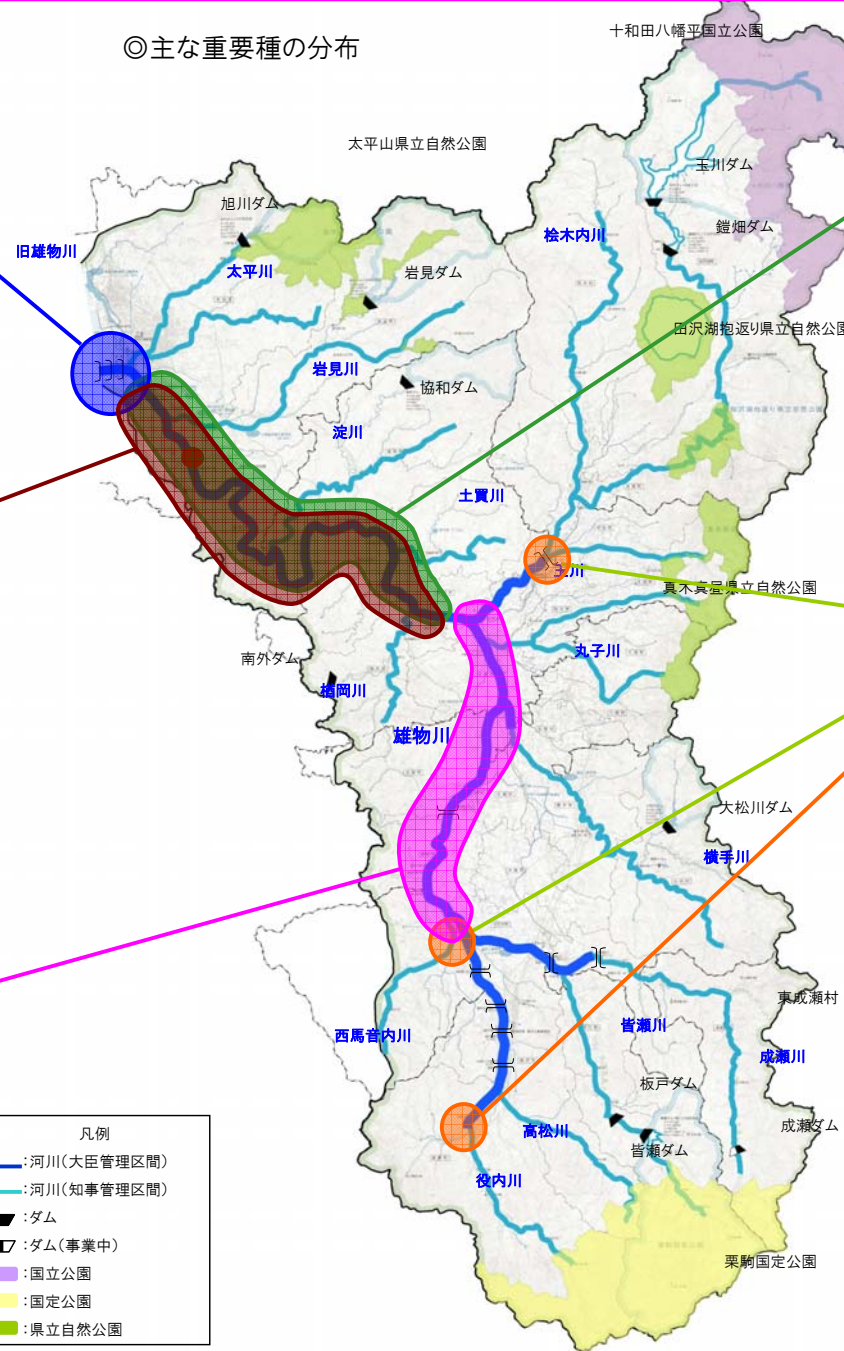 ◎主な重要種の分布
十和田八幡平国立公園
太平山県立自然公園
玉川ダム
旭川ダム
鎧畑ダム
旧雄物川
桧木内川
太平川
岩見ダム
田沢湖抱返り県立自然公園
岩見川
協和ダム
淀川
土買川
玉川
真木真昼県立自然公園
丸子川
南外ダム
楢岡川
雄物川
大松川ダム
横手川
東成瀬村
西馬音内川
皆瀬川
成瀬川
板戸ダム
高松川
成瀬ダム
皆瀬ダム
役内川
栗駒国定公園
凡例
:河川(大臣管理区間)
:河川(知事管理区間)
:ダム
:ダム(事業中)
:国立公園
:国定公園
:県立自然公園